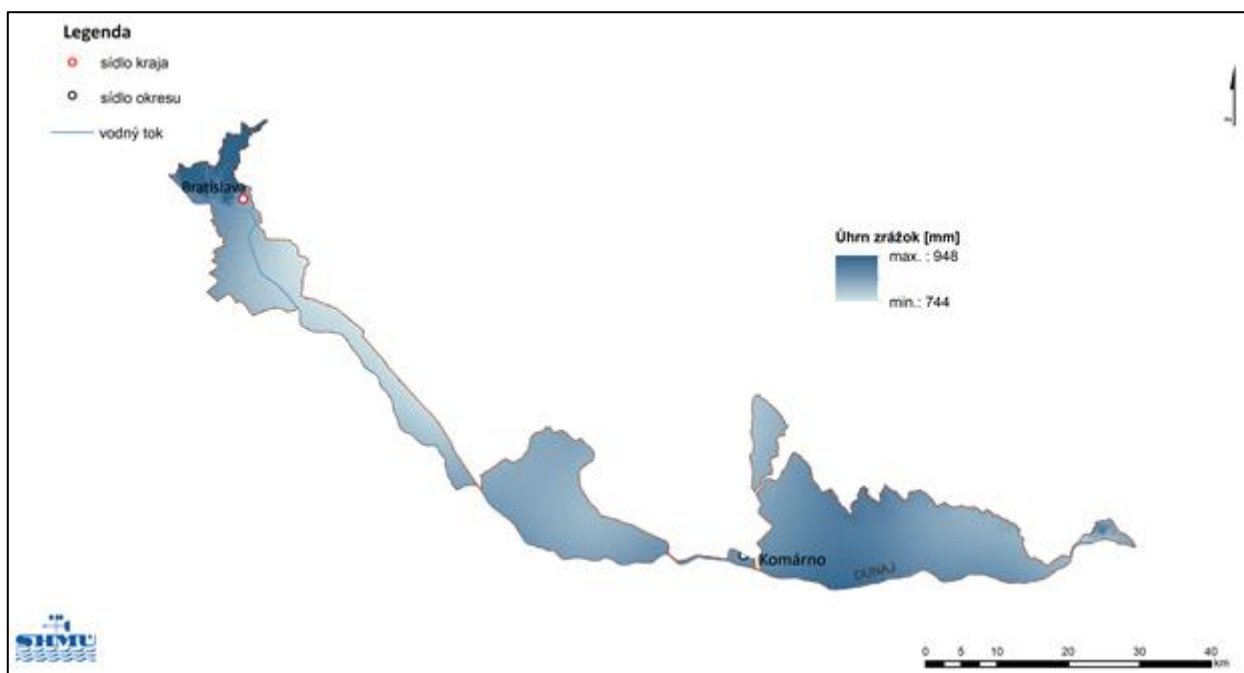 Legenda
sídlo kraja
sídlo okresu
vodný tok
Bratislava
Úhrn zrážok [mm]
max. : 948
min.: 744
Komárno
DUNAJ
SHMU
0 5 10 20 30 40
km